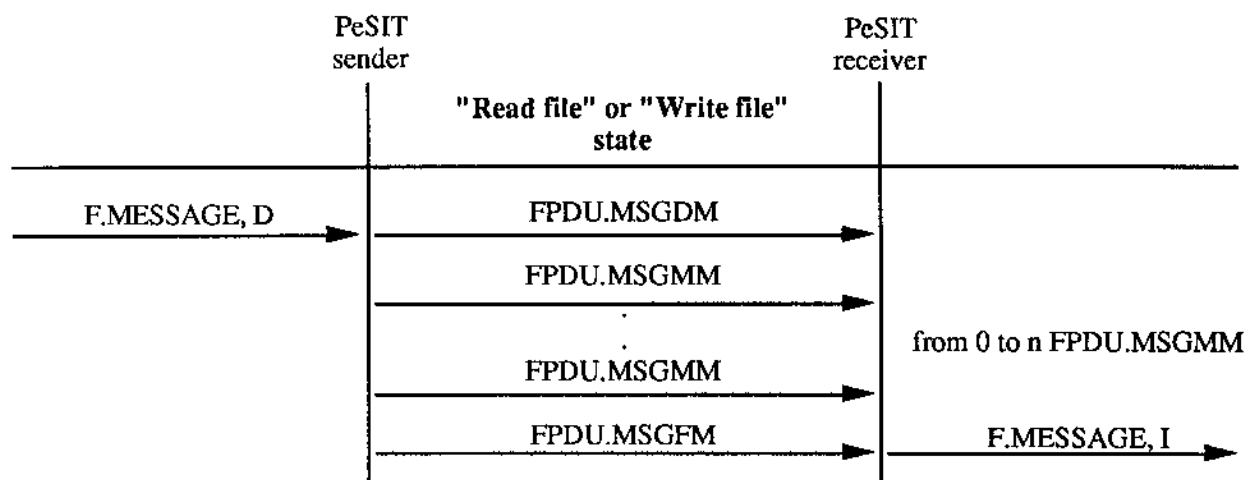 PeSIT
sender
PeSIT
receiver
"Read file" or "Write file"
state
F.MESSAGE, D
FPDU.MSGDM
FPDU.MSGMM
.
.
from 0 to n FPDU.MSGMM
FPDU.MSGMM
FPDU.MSGFM
F.MESSAGE, I